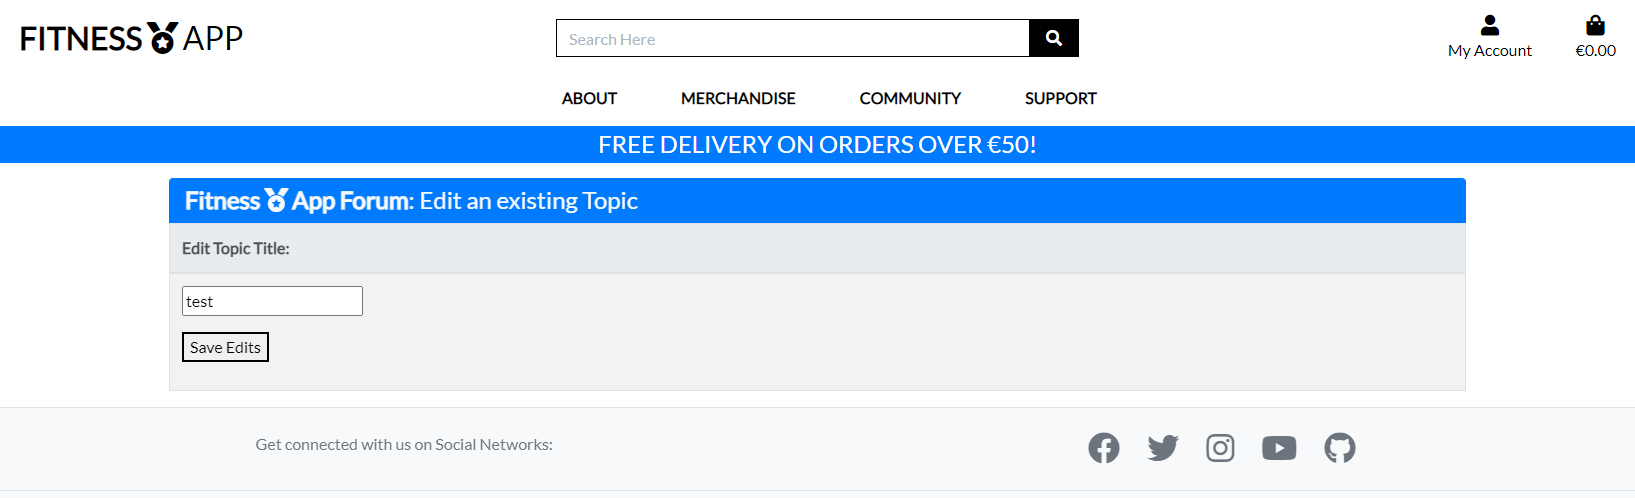 FITNESS APP
Search Here
My Account
€0.00
ABOUT MERCHANDISE COMMUNITY SUPPORT
FREE DELIVERY ON ORDERS OVER €50!
Fitness App Forum: Edit an existing Topic
Edit Topic Title:
test
Save Edits
Get connected with us on Social Networks: